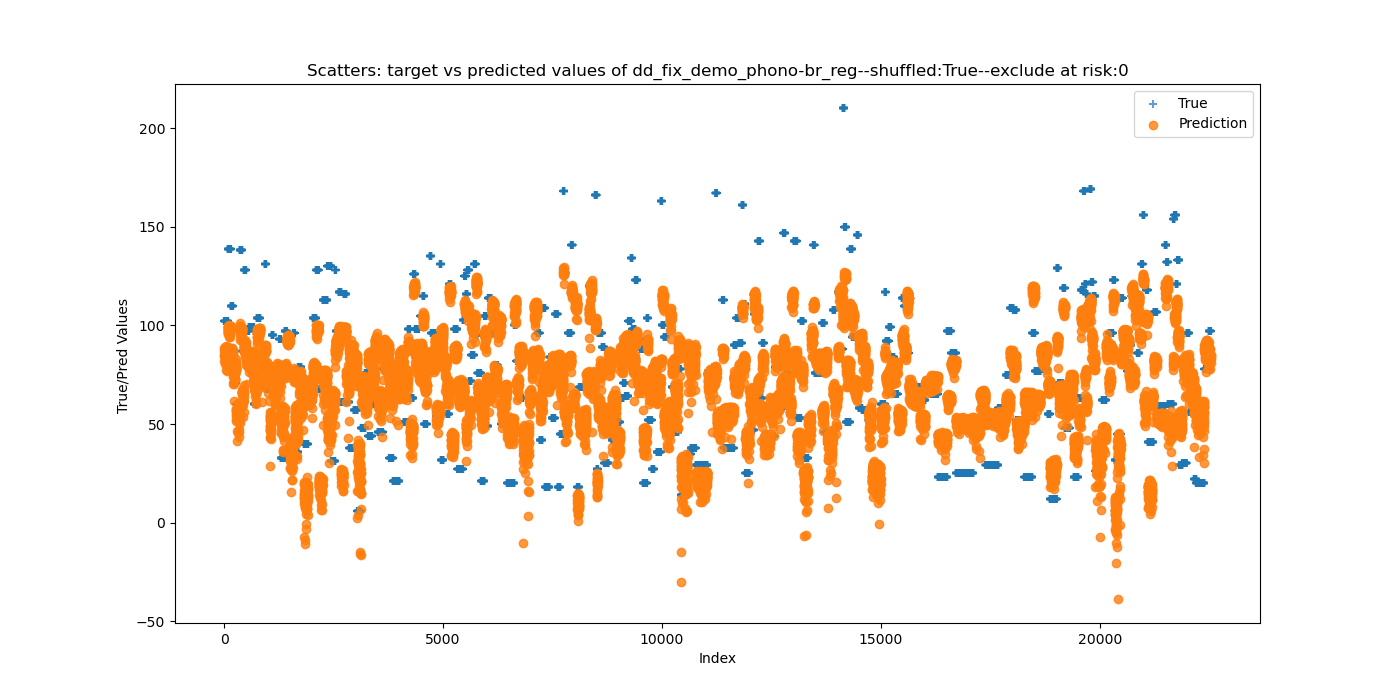 Scatters: target vs predicted values of dd_fix_demo_phono-br_reg--shuffled:True--exclude at risk:0
True
Prediction
200
150
100
50
0
−50
True/Pred Values
0
5000
10000
15000
20000
Index